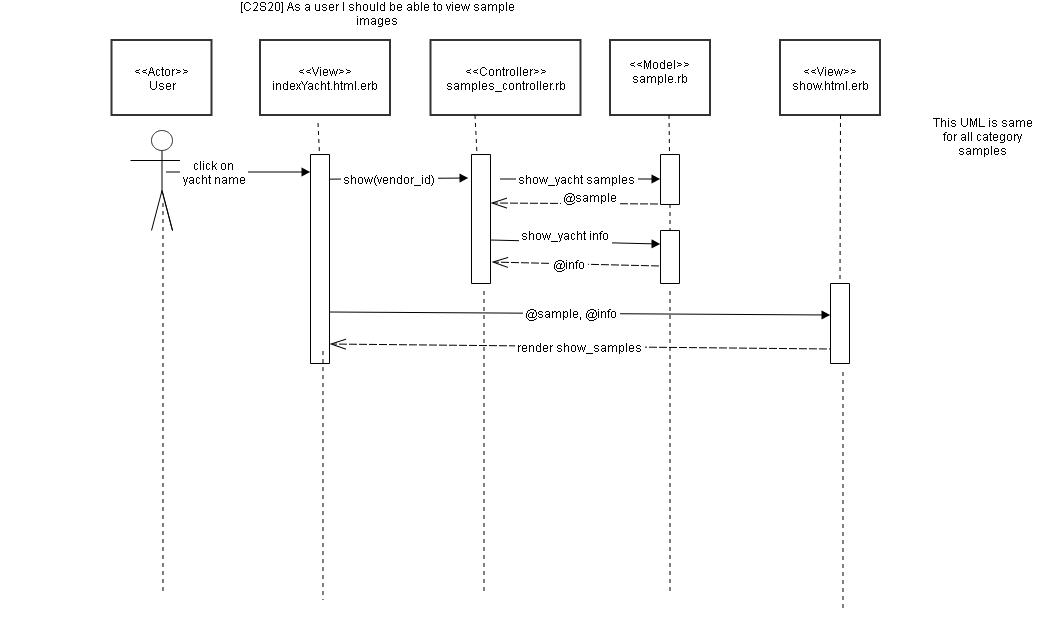 [C2S20] As a user I should be able to view sample
images
<<Actor>>
User
<<View>>
indexYacht.html.erb
<<Controller>>
samples_controller.rb
<<Model>>
sample.rb
<<View>>
show.html.erb
This UML is same
for all category
samples
click on
yacht name
show(vendor_id)
show_yacht samples
@sample
show_yacht info
@info
@sample, @info
render show_samples